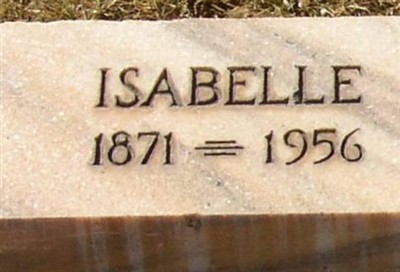 ISABELLE
1871 = 1956